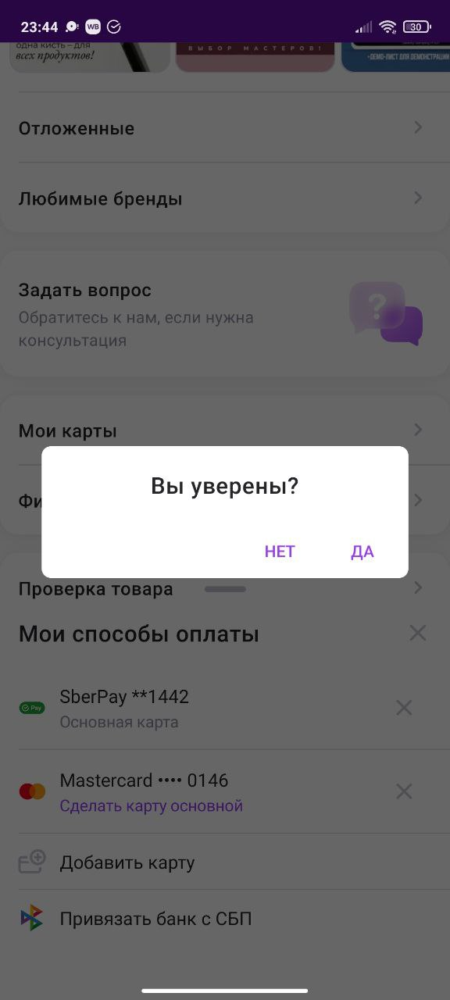 23:44 WB 30
одна кисть – для
всех продуктов!
ВЫБОР МАСТЕРОВ!
•ДЕМО-ЛИСТ ДЛЯ ДЕМОНСТРАЦИИ
Отложенные
Любимые бренды
Задать вопрос
Обратитесь к нам, если нужна
консультация
Мои карты
Вы уверены?
Фи
НЕТ ДА
Проверка товара
Мои способы оплаты
Pay SberPay **1442
Основная карта
Mastercard •••• 0146
Сделать карту основной
Добавить карту
Привязать банк с СБП